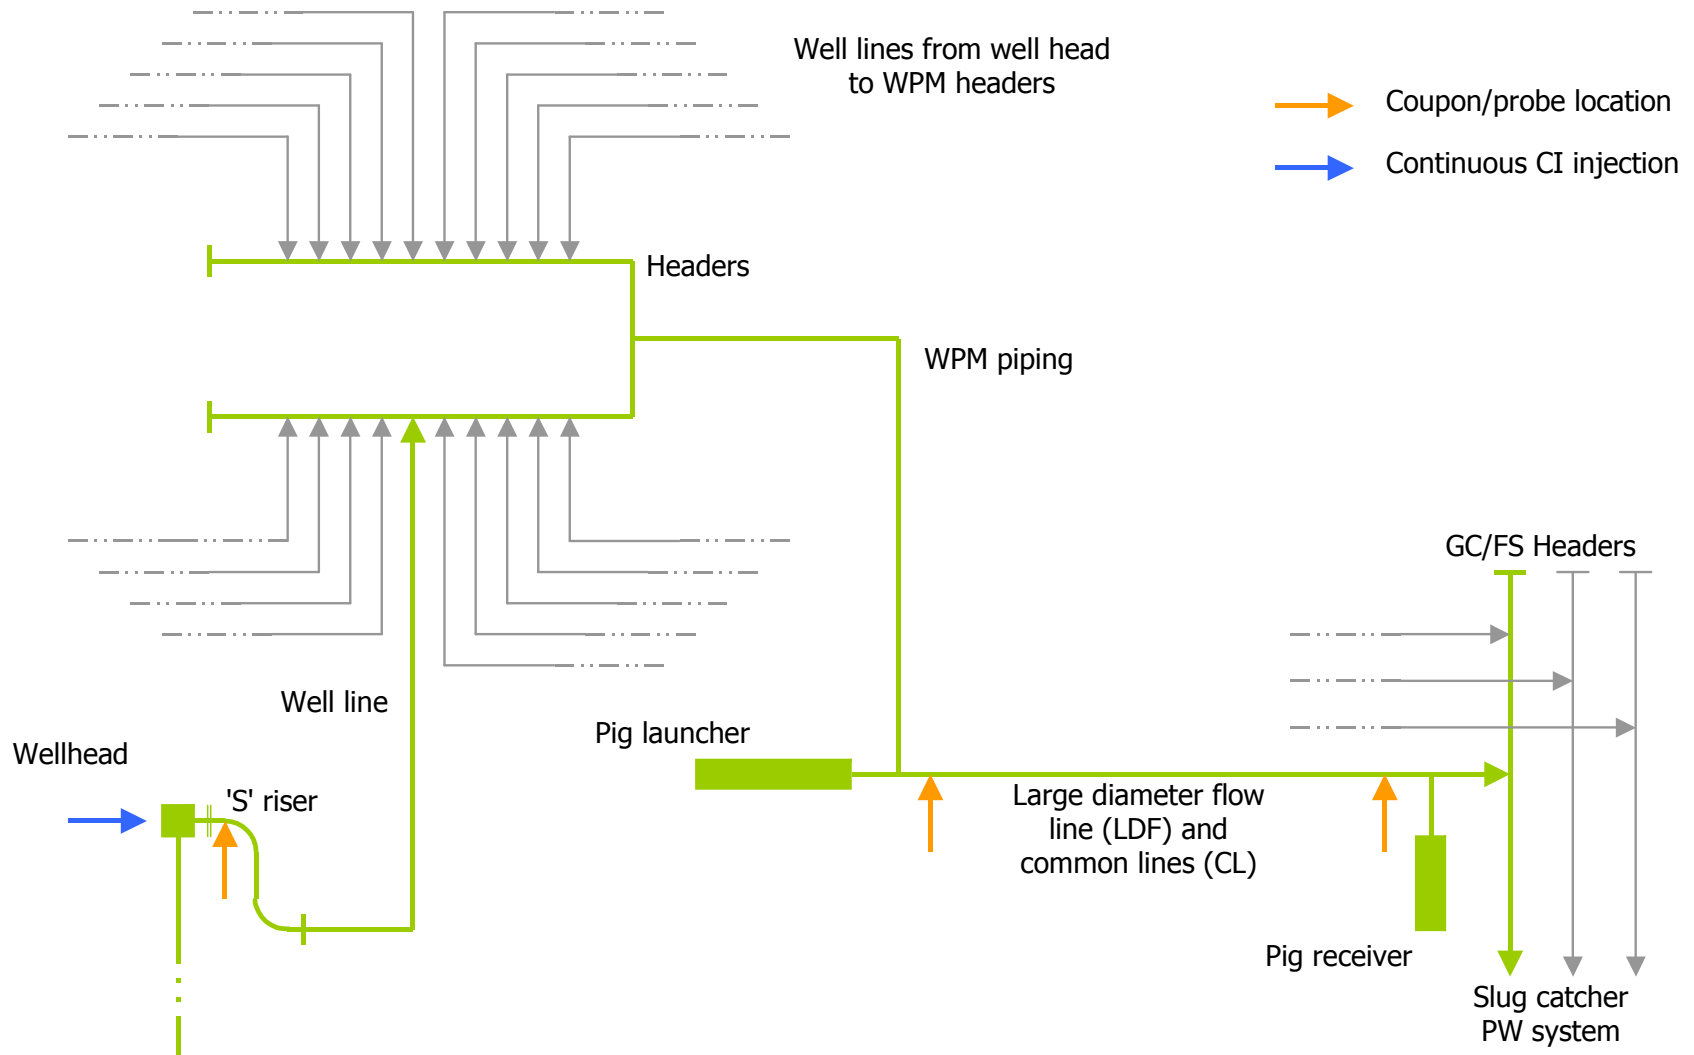 Well lines from well head
to WPM headers
Coupon/probe location
Continuous CI injection
Headers
WPM piping
GC/FS Headers
Well line
Pig launcher
Wellhead
'S' riser
Large diameter flow
line (LDF) and
common lines (CL)
Pig receiver
Slug catcher
PW system